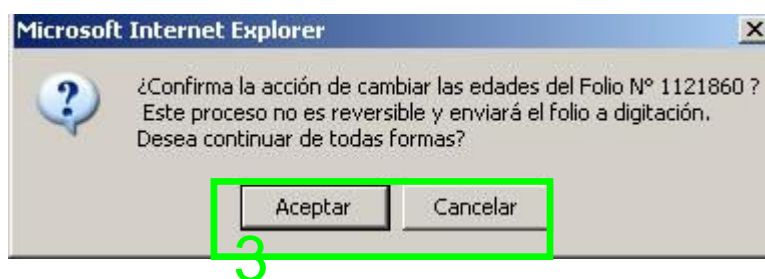 Microsoft Internet Explorer
¿Confirma la acción de cambiar las edades del Folio Nº 1121860 ?
Este proceso no es reversible y enviará el folio a digitación.
Desea continuar de todas formas?
Aceptar Cancelar
3